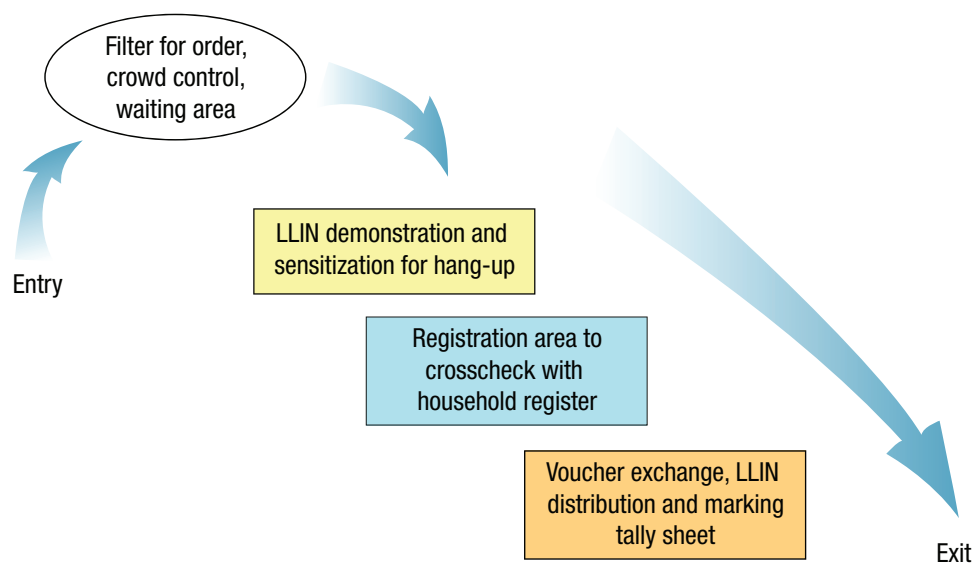 Filter for order,
crowd control,
waiting area
Entry
LLIN demonstration and
sensitization for hang-up
Registration area to
crosscheck with
household register
Voucher exchange, LLIN
distribution and marking
tally sheet
Exit